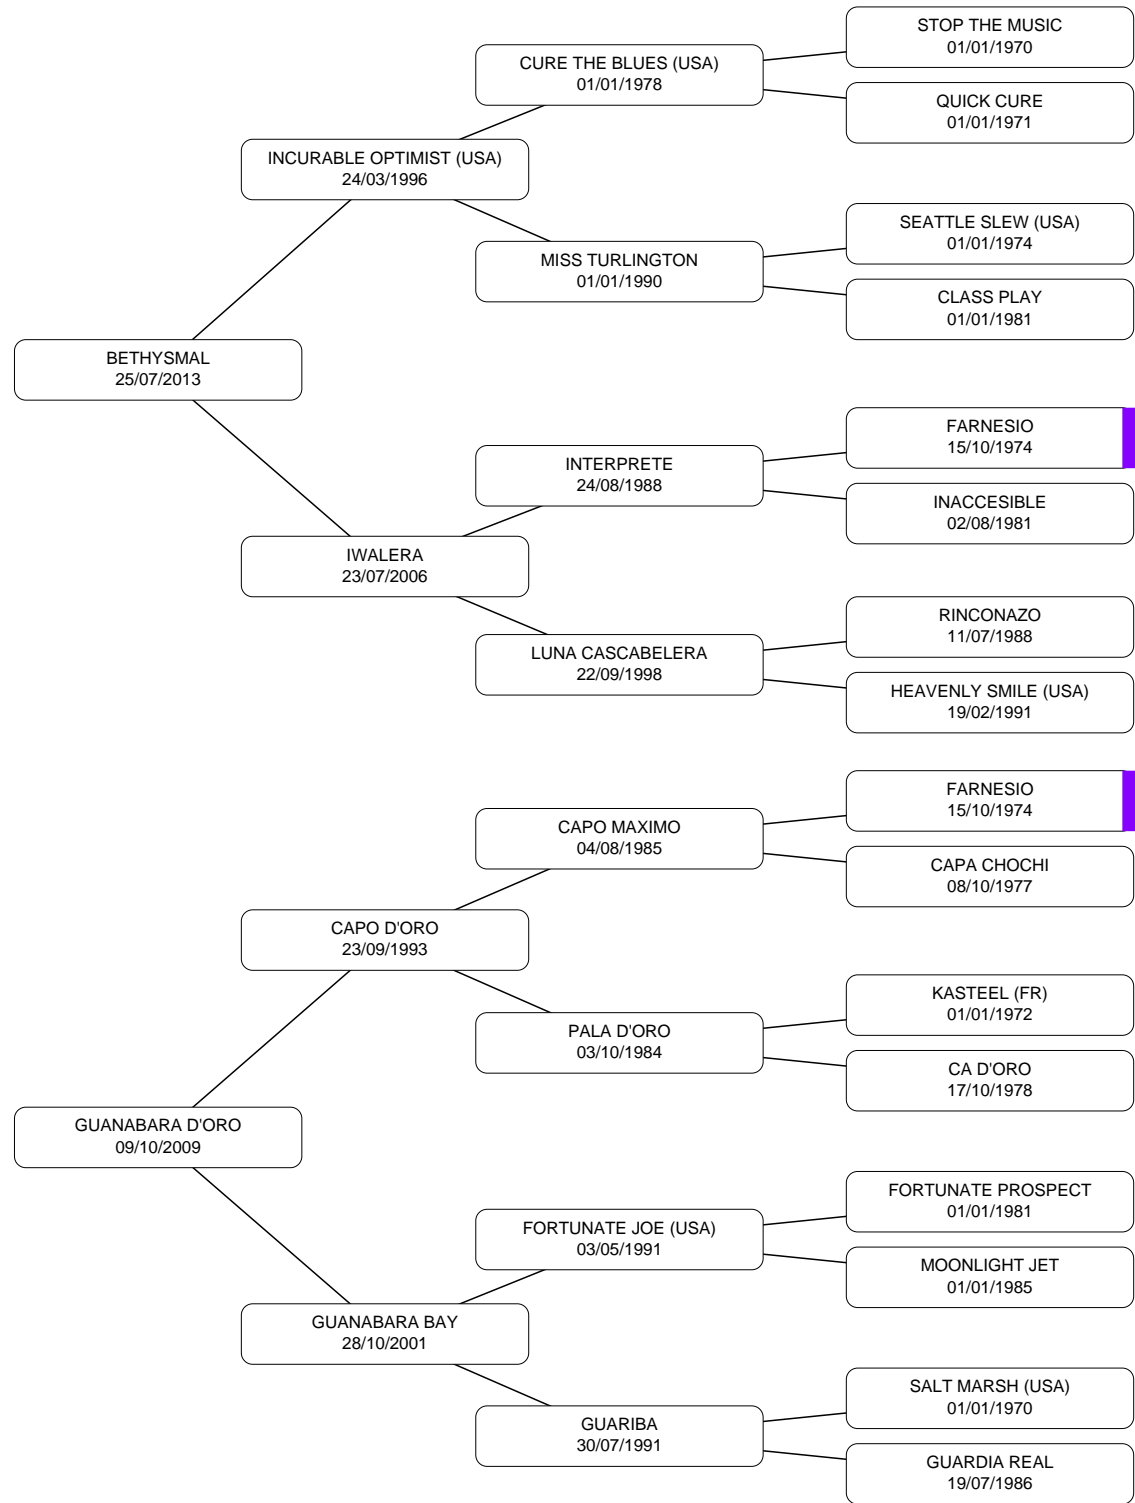 STOP THE MUSIC
01/01/1970
CURE THE BLUES (USA)
01/01/1978
QUICK CURE
01/01/1971
INCURABLE OPTIMIST (USA)
24/03/1996
SEATTLE SLEW (USA)
01/01/1974
MISS TURLINGTON
01/01/1990
CLASS PLAY
01/01/1981
BETHYSMAL
25/07/2013
FARNESIO
15/10/1974
INTERPRETE
24/08/1988
INACCESIBLE
02/08/1981
IWALERA
23/07/2006
RINCONAZO
11/07/1988
LUNA CASCABELERA
22/09/1998
HEAVENLY SMILE (USA)
19/02/1991
FARNESIO
15/10/1974
CAPO MAXIMO
04/08/1985
CAPA CHOCHI
08/10/1977
CAPO D'ORO
23/09/1993
KASTEEL (FR)
01/01/1972
PALA D'ORO
03/10/1984
CA D'ORO
17/10/1978
GUANABARA D'ORO
09/10/2009
FORTUNATE PROSPECT
01/01/1981
FORTUNATE JOE (USA)
03/05/1991
MOONLIGHT JET
01/01/1985
GUANABARA BAY
28/10/2001
SALT MARSH (USA)
01/01/1970
GUARIBA
30/07/1991
GUARDIA REAL
19/07/1986